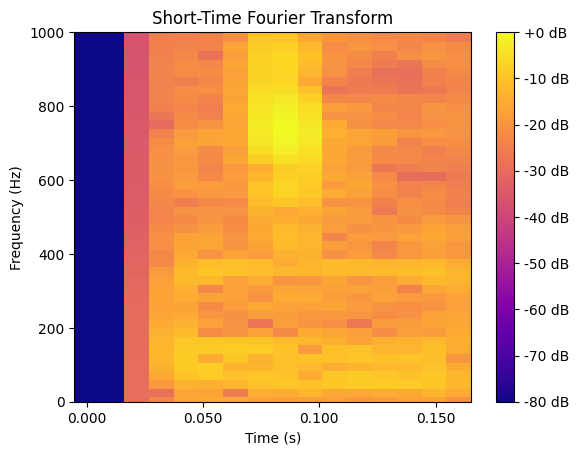 Short-Time Fourier Transform
Frequency (Hz)
1000
800
600
400
200
0
0.000
0.050
0.100
0.150
Time (s)
+0 dB
-10 dB
-20 dB
-30 dB
-40 dB
-50 dB
-60 dB
-70 dB
-80 dB